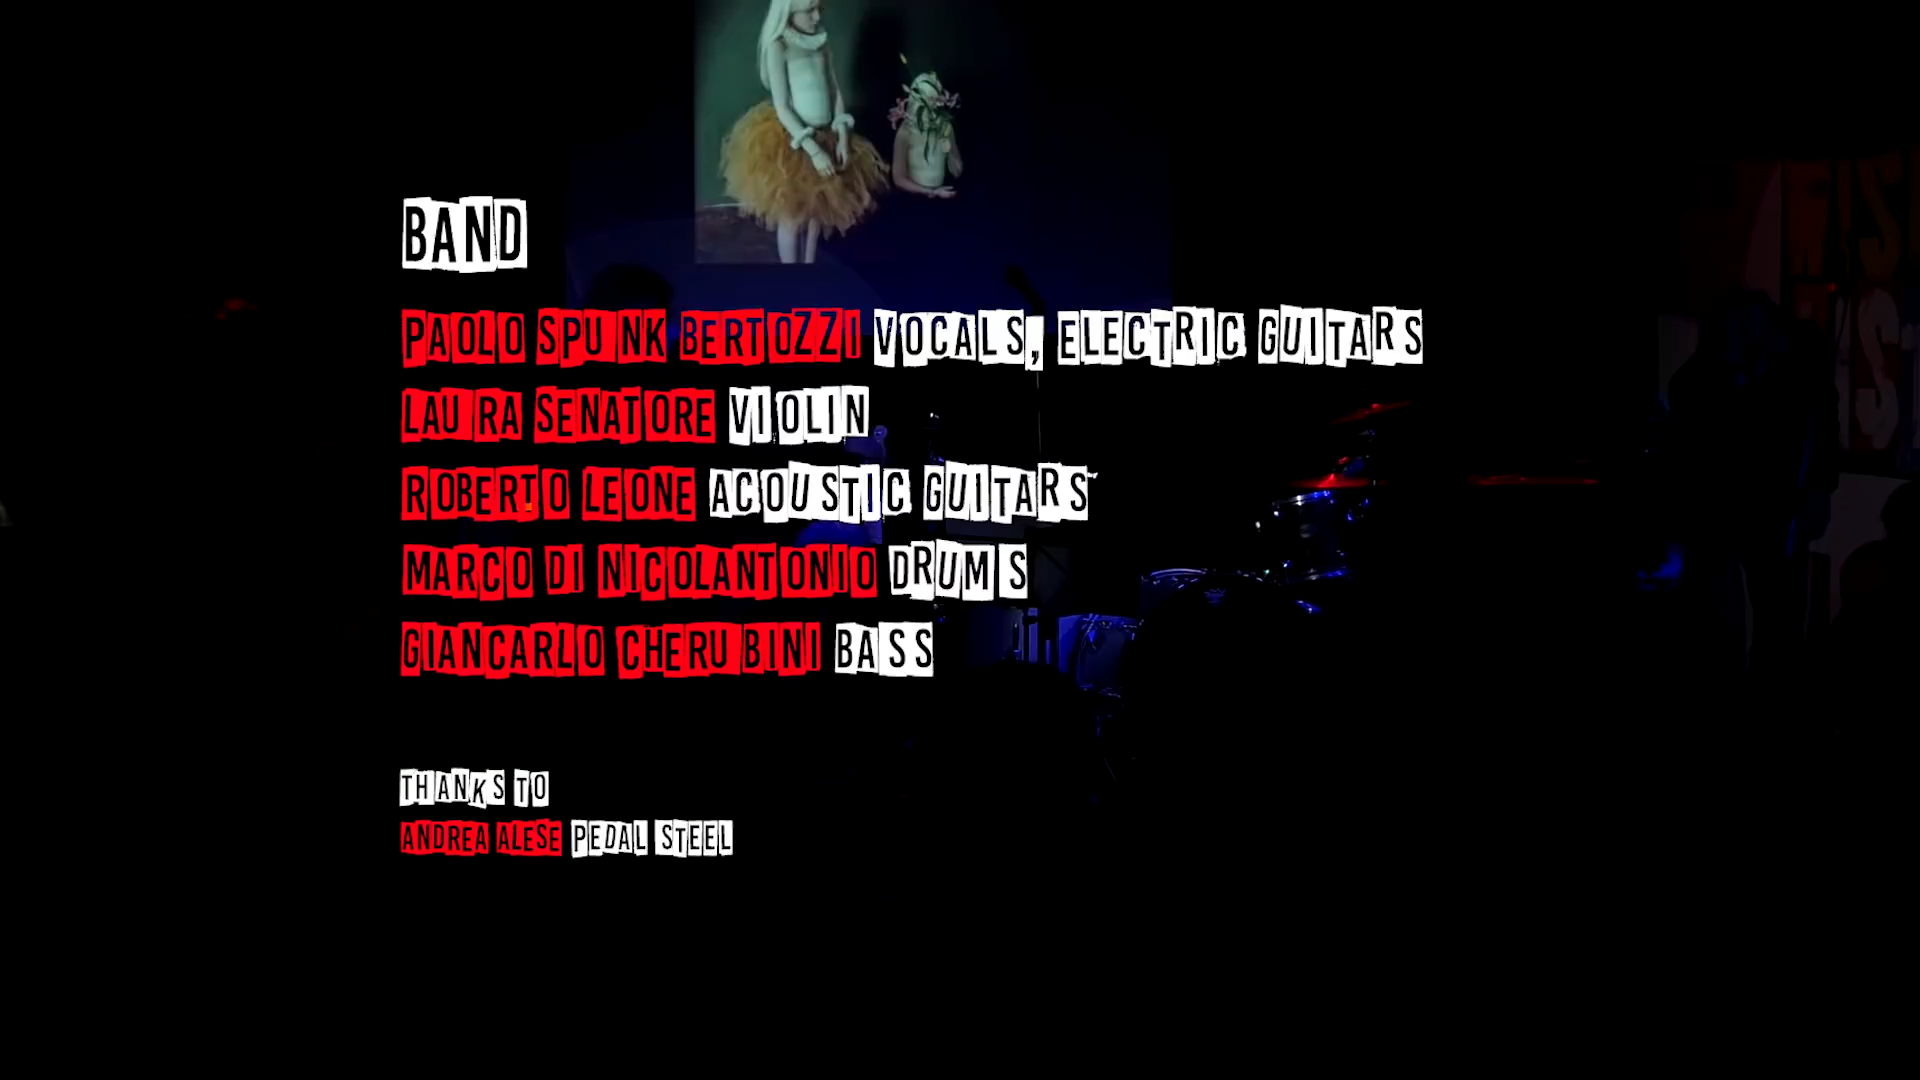 BAND
PAOLO SPUNK BERTOZZI VOCALS, ELECTRIC GUITARS
LAURA SENATORE VIOLIN
ROBERTO LEONE ACOUSTIC GUITARS
MARCO DI NICOLANTONIO DRUMS
GIANCARLO CHERUBINI BASS
THANKS TO
ANDREA ALESE PEDAL STEEL